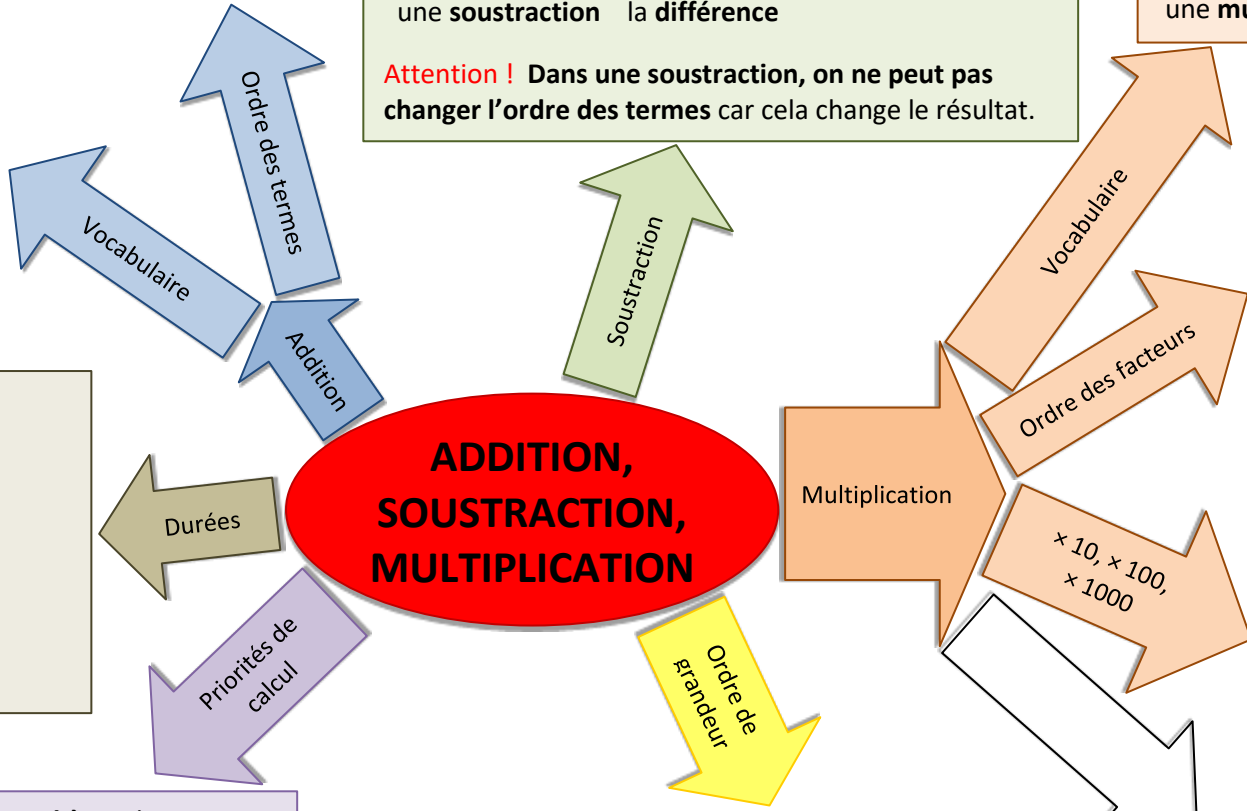 une soustraction la différence
Attention ! Dans une soustraction, on ne peut pas
changer l'ordre des termes car cela change le résultat.
une
Ordre des termes
Vocabulaire
Addition
Soustraction
Vocabulaire
Ordre des facteurs
Multiplication
× 10, × 100,
× 1000
ADDITION,
SOUSTRACTION,
MULTIPLICATION
Durées
Priorités de
calcul
Ordre de
grandeur